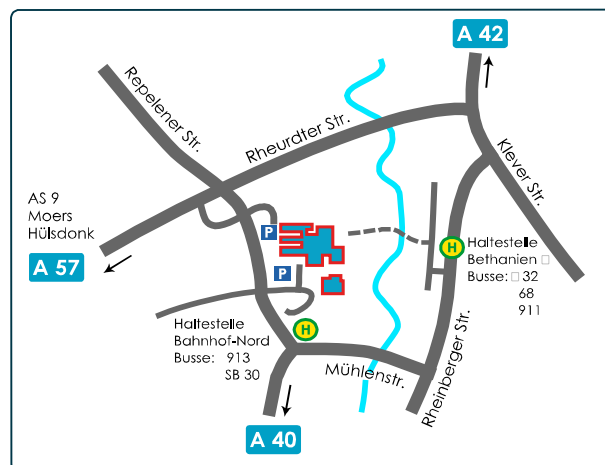 A 42
Repelener Str.
Rheurdter Str.
Klever Str.
AS 9
Moers
Hülsdonk
A 57
P
P
H
Haltestelle
Bethanien □
Busse: □ 32
68
911
H
Haltestelle
Bahnhof-Nord
Busse: 913
SB 30
Mühlenstr.
Rheinberger Str.
A 40